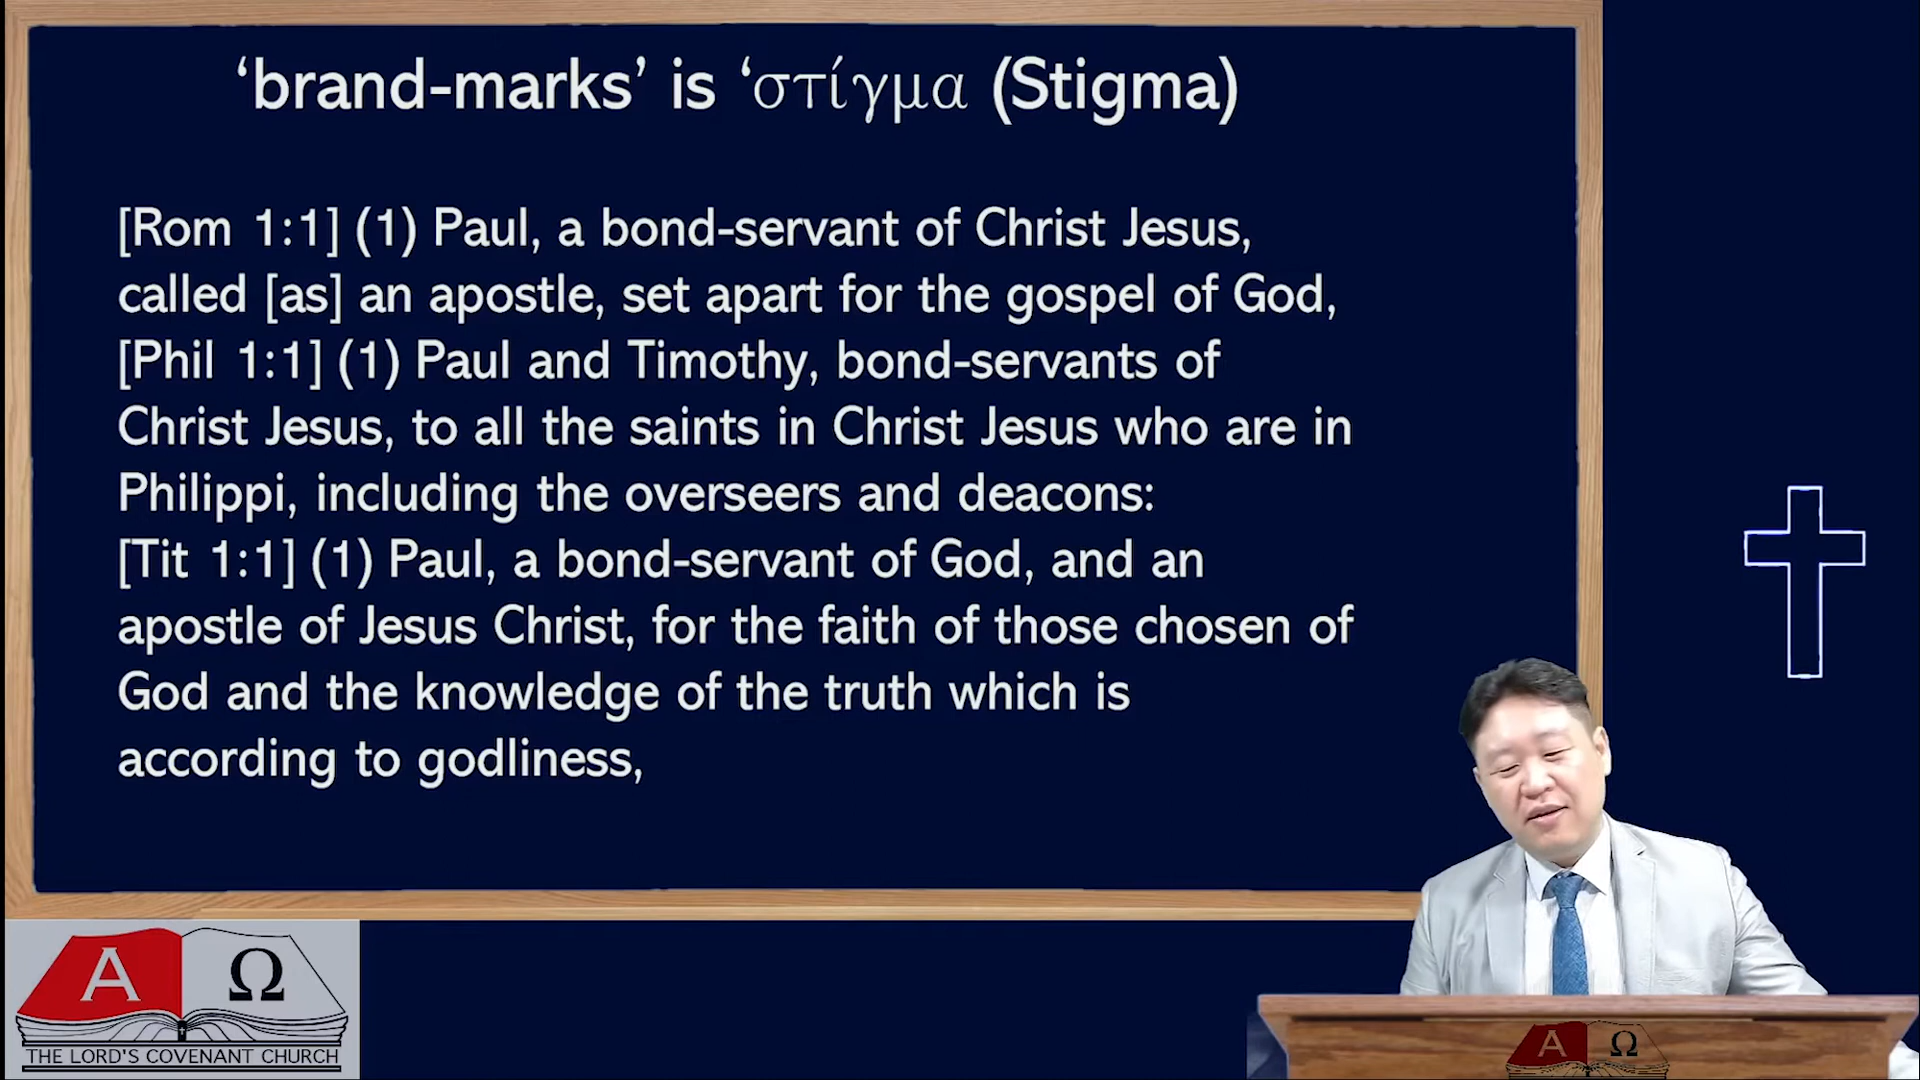 ‘brand-marks’ is ‘στίγμα (Stigma)
[Rom 1:1] (1) Paul, a bond-servant of Christ Jesus,
called [as] an apostle, set apart for the gospel of God,
[Phil 1:1] (1) Paul and Timothy, bond-servants of
Christ Jesus, to all the saints in Christ Jesus who are in
Philippi, including the overseers and deacons:
[Tit 1:1] (1) Paul, a bond-servant of God, and an
apostle of Jesus Christ, for the faith of those chosen of
God and the knowledge of the truth which is
according to godliness,
A Ω
THE LORD'S COVENANT CHURCH
A Ω